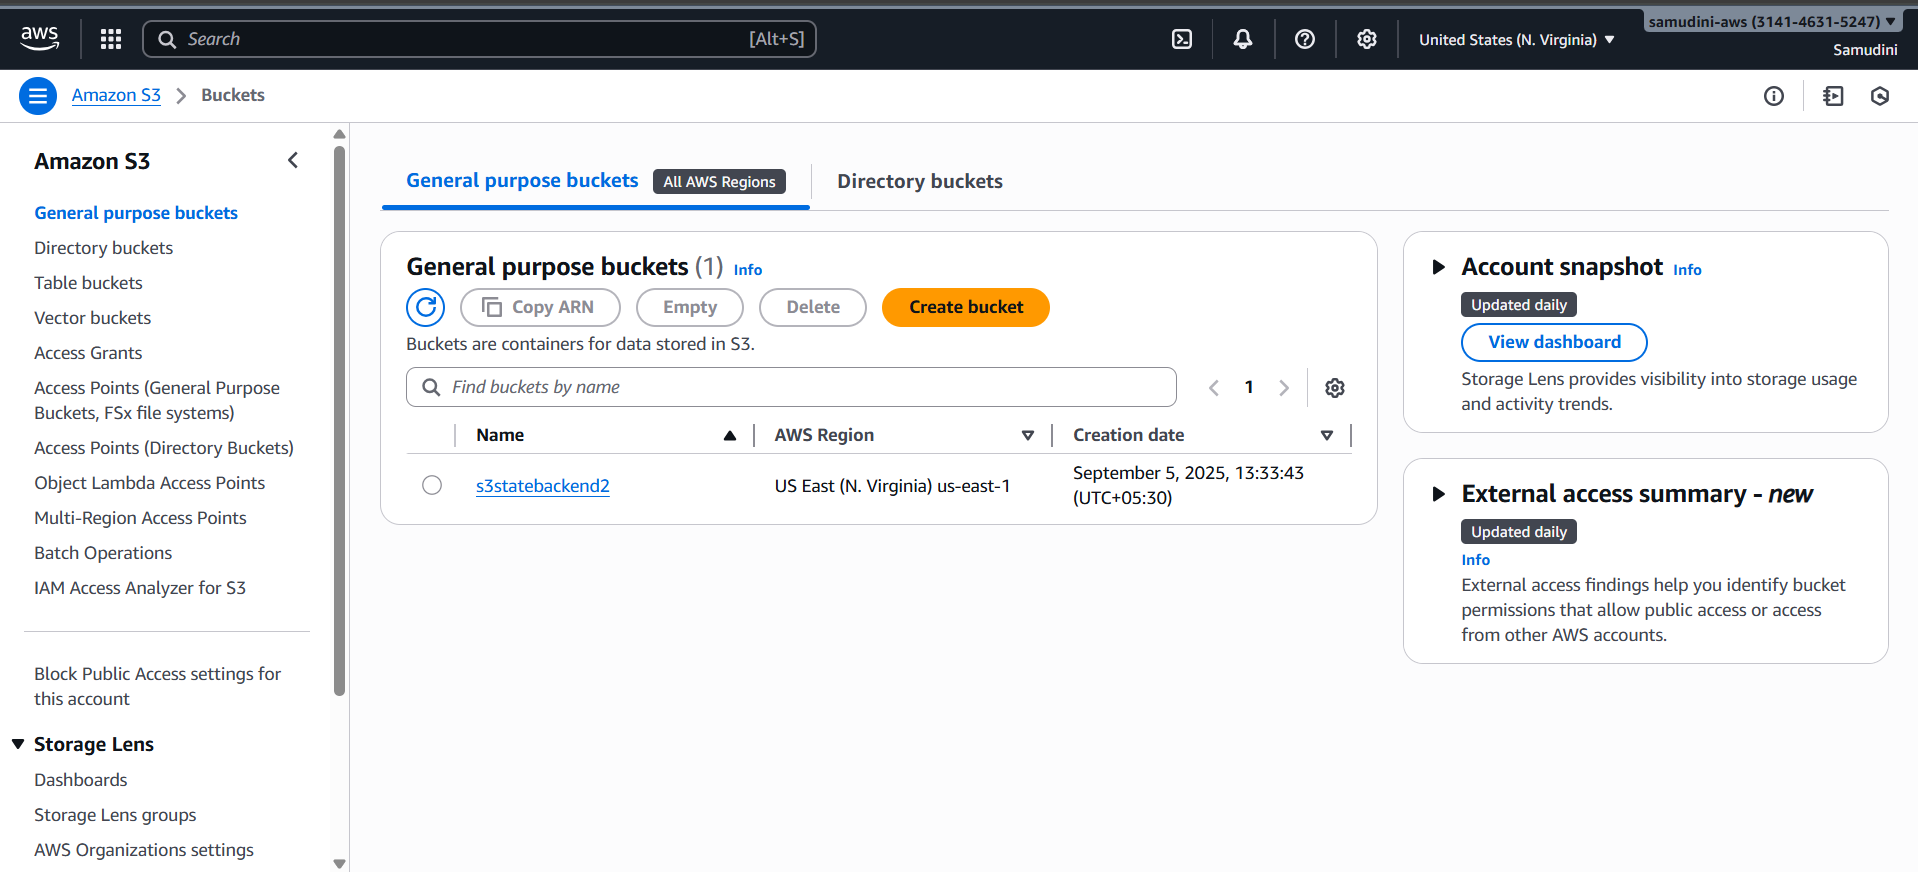 aws
Search
[Alt+S]
United States (N. Virginia)
samudini-aws (3141-4631-5247)
Samudini
Amazon S3
Buckets
Amazon S3
General purpose buckets
Directory buckets
Table buckets
Vector buckets
Access Grants
Access Points (General Purpose
Buckets, FSx file systems)
Access Points (Directory Buckets)
Object Lambda Access Points
Multi-Region Access Points
Batch Operations
IAM Access Analyzer for S3
Block Public Access settings for
this account
Storage Lens
Dashboards
Storage Lens groups
AWS Organizations settings
General purpose buckets
All AWS Regions
Directory buckets
General purpose buckets (1) Info
Copy ARN
Empty
Delete
Create bucket
Buckets are containers for data stored in S3.
Find buckets by name
1
Name
AWS Region
Creation date
s3statebackend2
US East (N. Virginia) us-east-1
September 5, 2025, 13:33:43
(UTC+05:30)
Account snapshot Info
Updated daily
View dashboard
Storage Lens provides visibility into storage usage
and activity trends.
External access summary - new
Updated daily
Info
External access findings help you identify bucket
permissions that allow public access or access
from other AWS accounts.